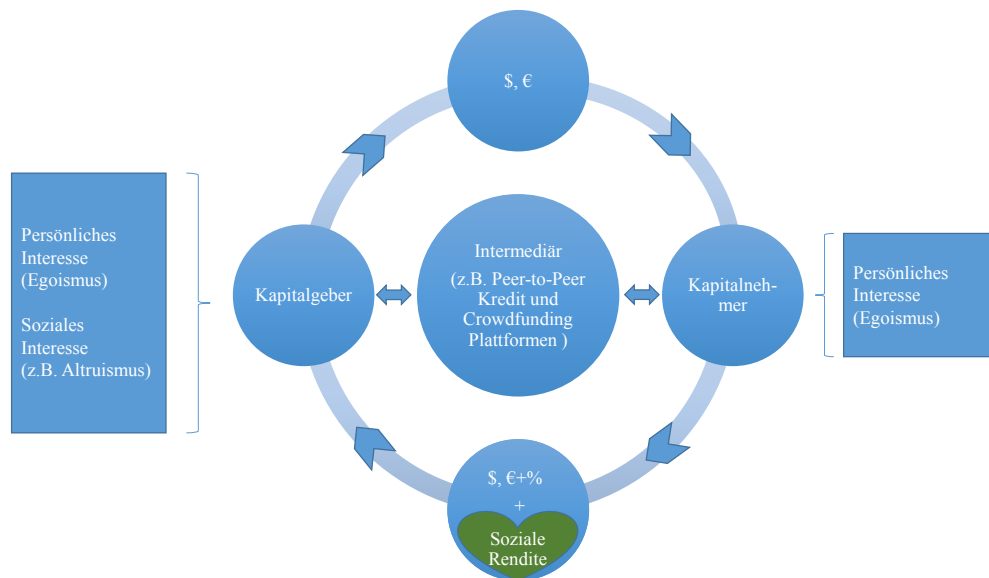 $, €
Persönliches
Interesse
(Egoismus)
Soziales
Interesse
(z.B. Altruismus)
Kapitalgeber
Intermediär
(z.B. Peer-to-Peer
Kredit und
Crowdfunding
Plattformen )
Kapitalneh-
mer
Persönliches
Interesse
(Egoismus)
$, €+%
+
Soziale
Rendite